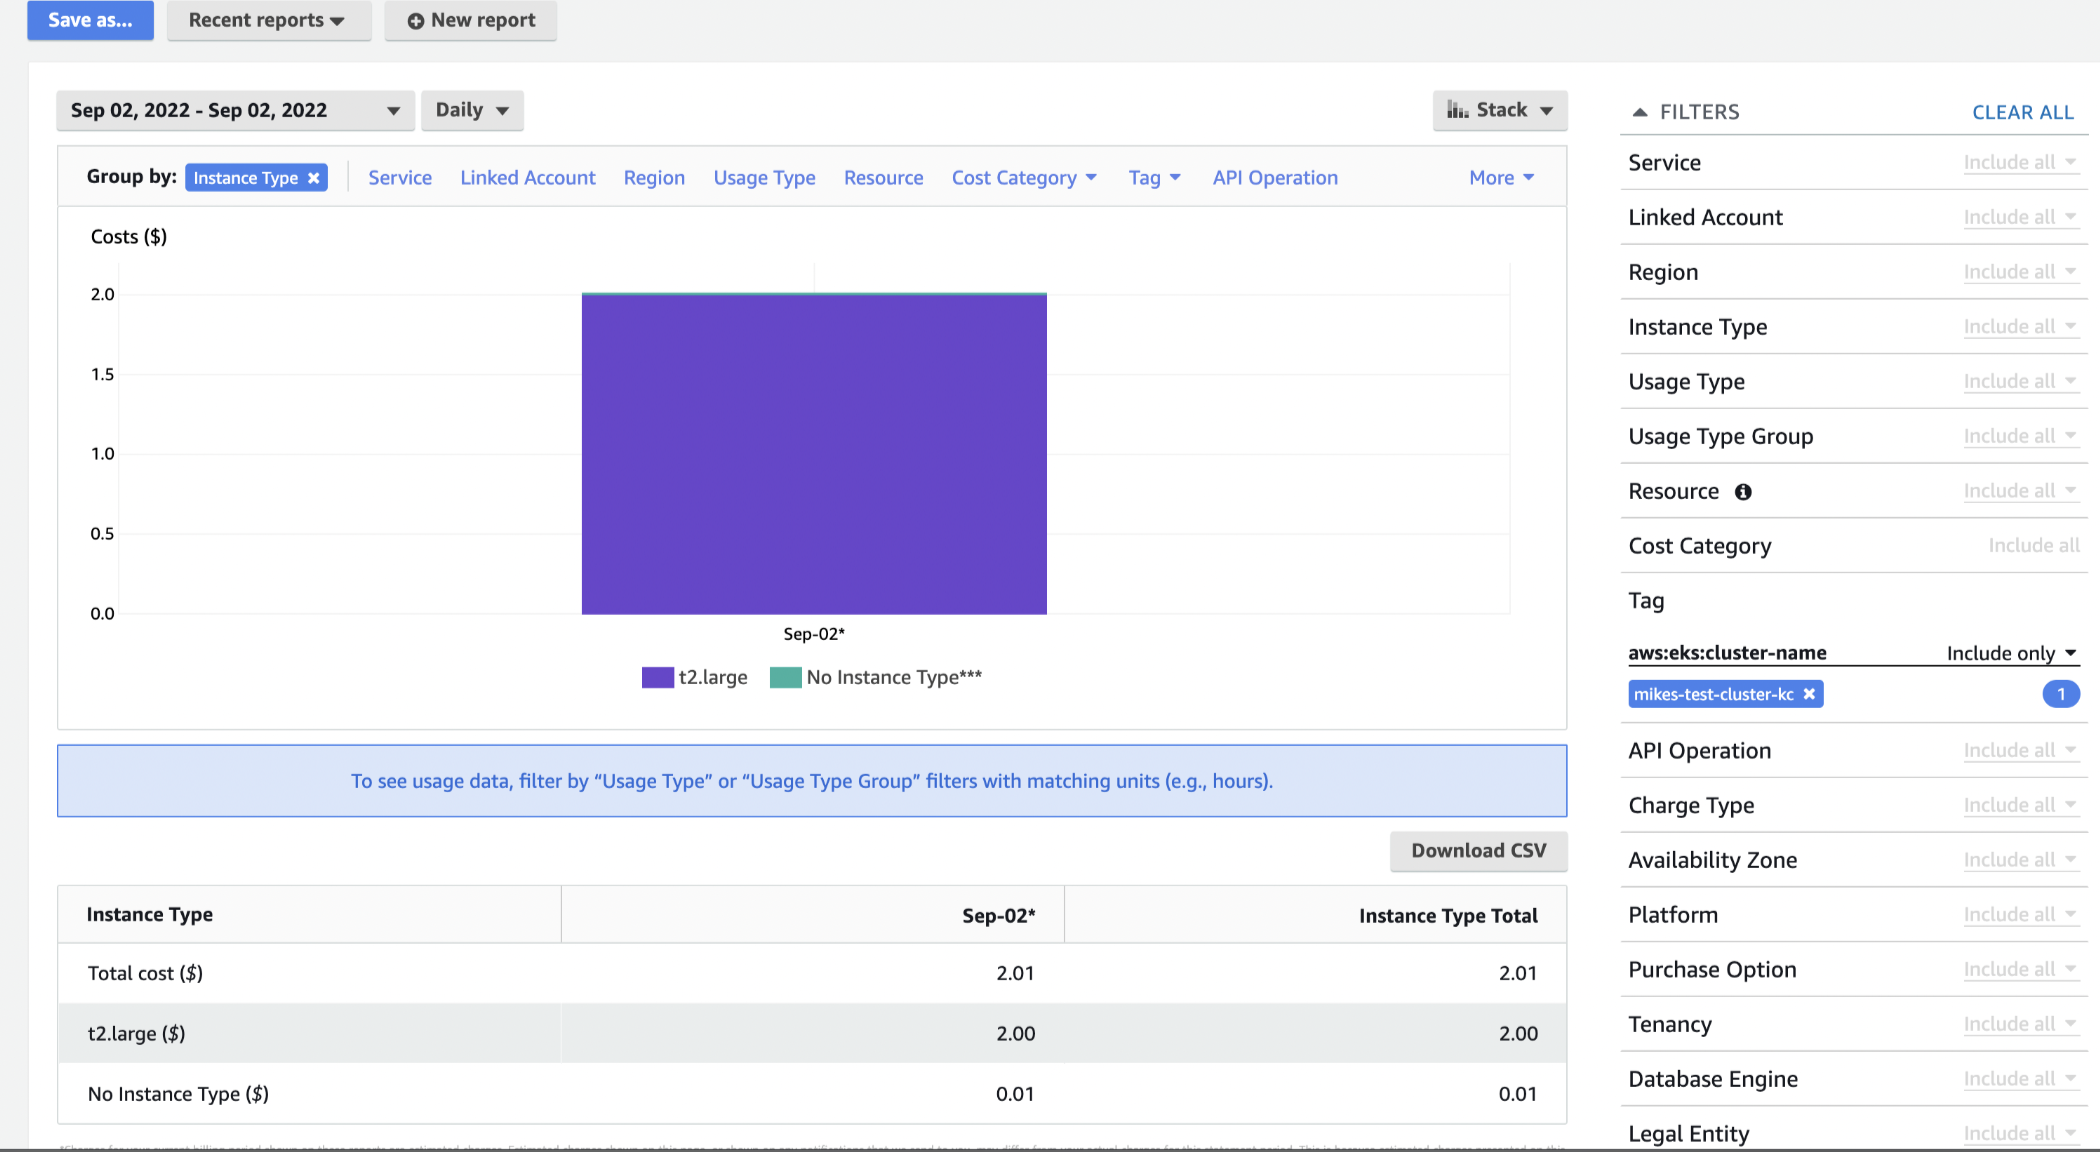 Save as... Recent reports New report
Sep 02, 2022 - Sep 02, 2022 Daily Stack
Group by: Instance Type × Service Linked Account Region Usage Type Resource Cost Category Tag API Operation More
Costs ($)
2.0
1.5
1.0
0.5
0.0
Sep-02*
t2.large No Instance Type***
To see usage data, filter by “Usage Type” or “Usage Type Group” filters with matching units (e.g., hours).
Download CSV
Instance Type Sep-02* Instance Type Total
Total cost ($) 2.01 2.01
t2.large ($) 2.00 2.00
No Instance Type ($) 0.01 0.01
FILTERS CLEAR ALL
Service Include all
Linked Account Include all
Region Include all
Instance Type Include all
Usage Type Include all
Usage Type Group Include all
Resource Include all
Cost Category Include all
Tag
aws:eks:cluster-name Include only
mikes-test-cluster-kc × 1
API Operation Include all
Charge Type Include all
Availability Zone Include all
Platform Include all
Purchase Option Include all
Tenancy Include all
Database Engine Include all
Legal Entity Include all